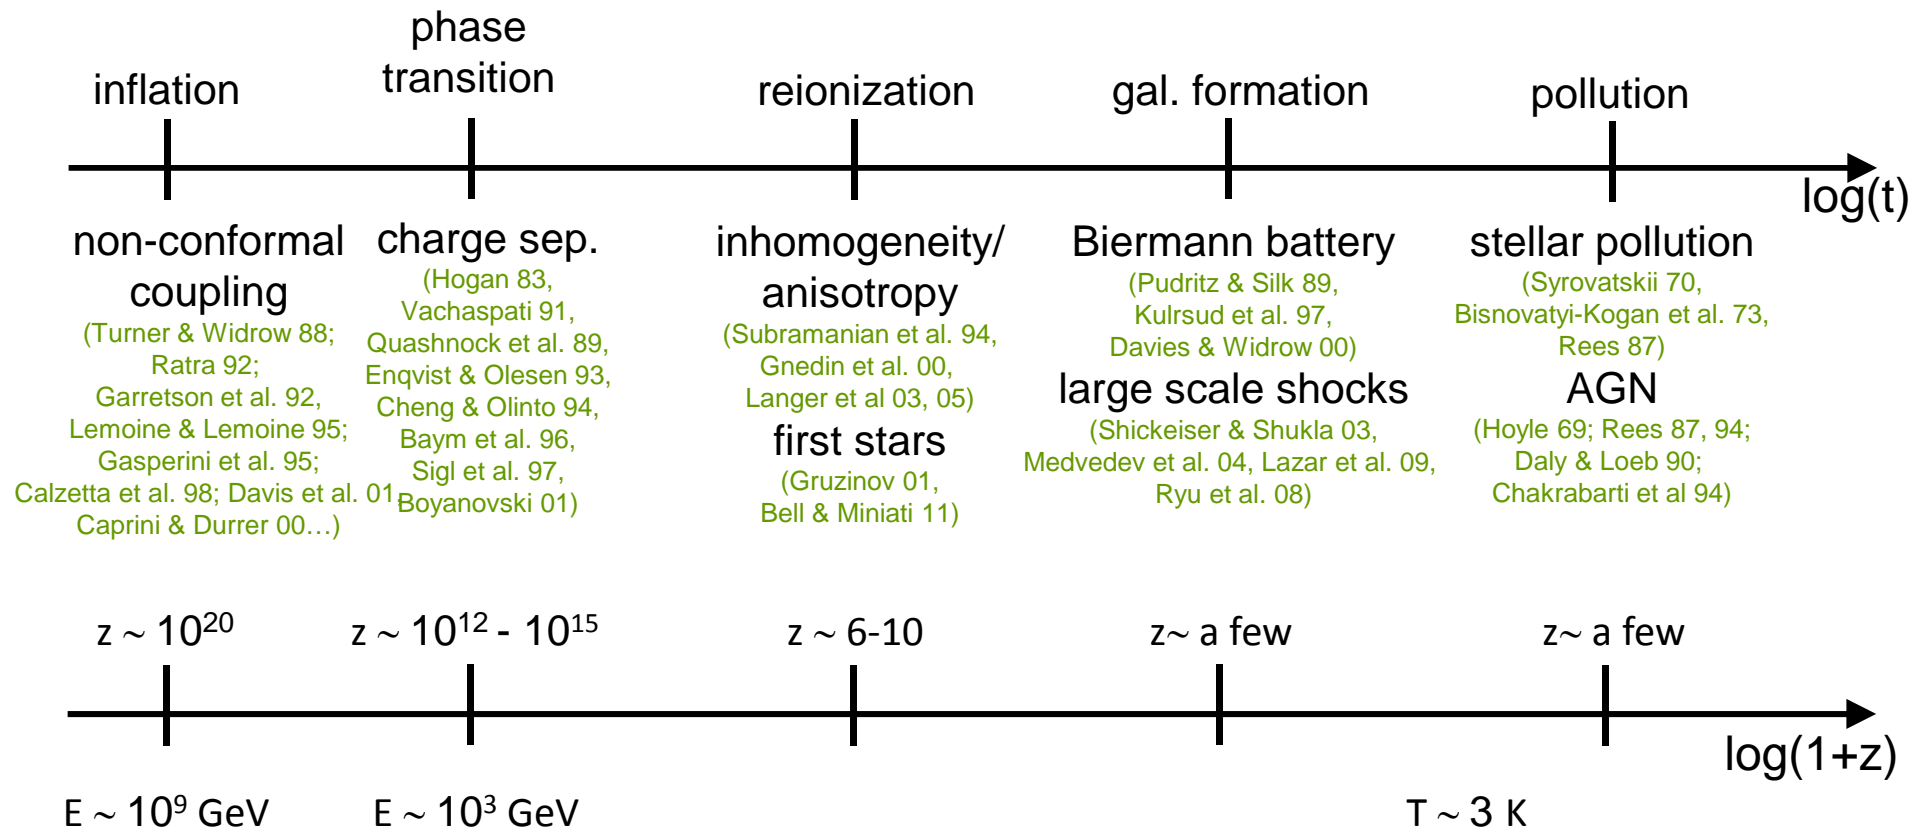 phase
transition
inflation
reionization
gal. formation
pollution
log(t)
non-conformal
coupling
(Turner & Widrow 88;
Ratra 92;
Garretson et al. 92,
Lemoine & Lemoine 95;
Gasperini et al. 95;
Calzetta et al. 98; Davis et al. 01,
Caprini & Durrer 00…)
charge sep.
(Hogan 83,
Vachaspati 91,
Quashnock et al. 89,
Enqvist & Olesen 93,
Cheng & Olinto 94,
Baym et al. 96,
Sigl et al. 97,
Boyanovski 01)
inhomogeneity/
anisotropy
(Subramanian et al. 94,
Gnedin et al. 00,
Langer et al 03, 05)
first stars
(Gruzinov 01,
Bell & Miniati 11)
Biermann battery
(Pudritz & Silk 89,
Kulrsud et al. 97,
Davies & Widrow 00)
large scale shocks
(Shickeiser & Shukla 03,
Medvedev et al. 04, Lazar et al. 09,
Ryu et al. 08)
stellar pollution
(Syrovatskii 70,
Bisnovatyi-Kogan et al. 73,
Rees 87)
AGN
(Hoyle 69; Rees 87, 94;
Daly & Loeb 90;
Chakrabarti et al 94)
z ~ 10²⁰
z ~ 10¹² - 10¹⁵
z ~ 6-10
z~ a few
z~ a few
log(1+z)
E ~ 10⁹ GeV
E ~ 10³ GeV
T ~ 3 K